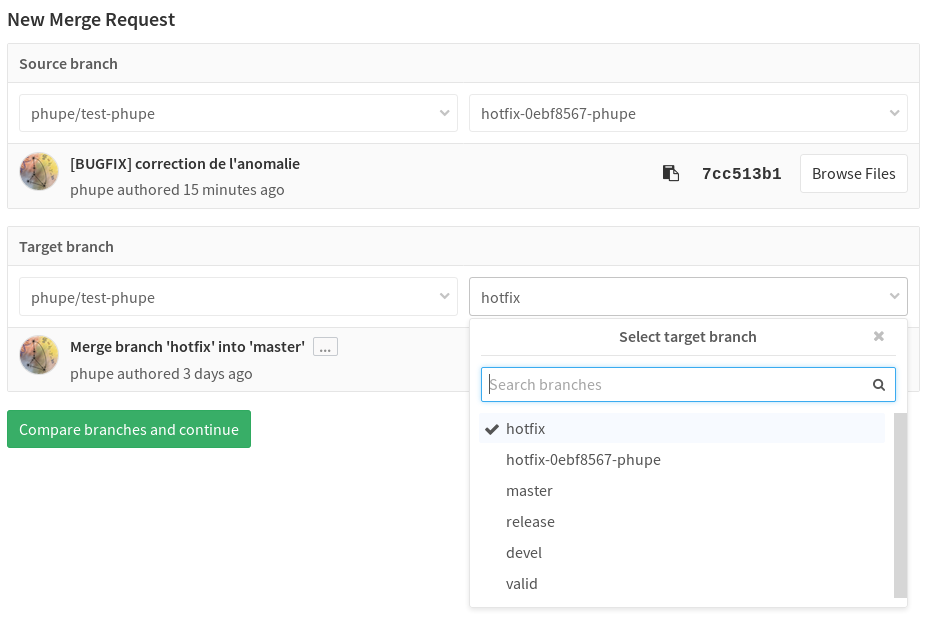 New Merge Request
Source branch
phupe/test-phupe
hotfix-0ebf8567-phupe
[BUGFIX] correction de l'anomalie
phupe authored 15 minutes ago
7cc513b1
Browse Files
Target branch
phupe/test-phupe
hotfix
Merge branch 'hotfix' into 'master'
...
phupe authored 3 days ago
Compare branches and continue
Select target branch
Search branches
hotfix
hotfix-0ebf8567-phupe
master
release
devel
valid